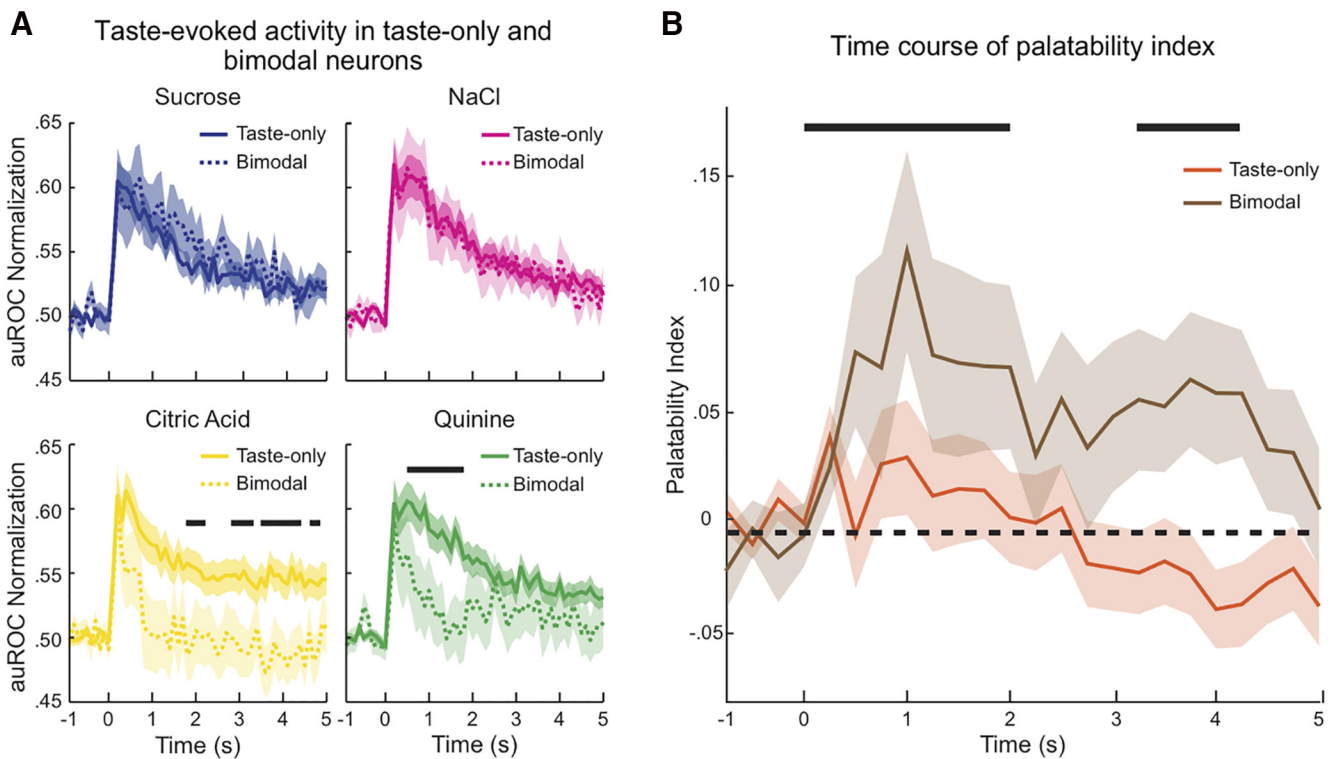 A
Taste-evoked activity in taste-only and
bimodal neurons
Sucrose
NaCl
auROC Normalization
.65
.60
.55
.50
.45
Taste-only
Bimodal
Taste-only
Bimodal
Citric Acid
Quinine
auROC Normalization
.65
.60
.55
.50
.45
Taste-only
Bimodal
Taste-only
Bimodal
-1 0 1 2 3 4 5
-1 0 1 2 3 4 5
Time (s)
Time (s)
B
Time course of palatability index
Palatability Index
.15
.10
.05
0
-.05
Taste-only
Bimodal
-1 0 1 2 3 4 5
Time (s)